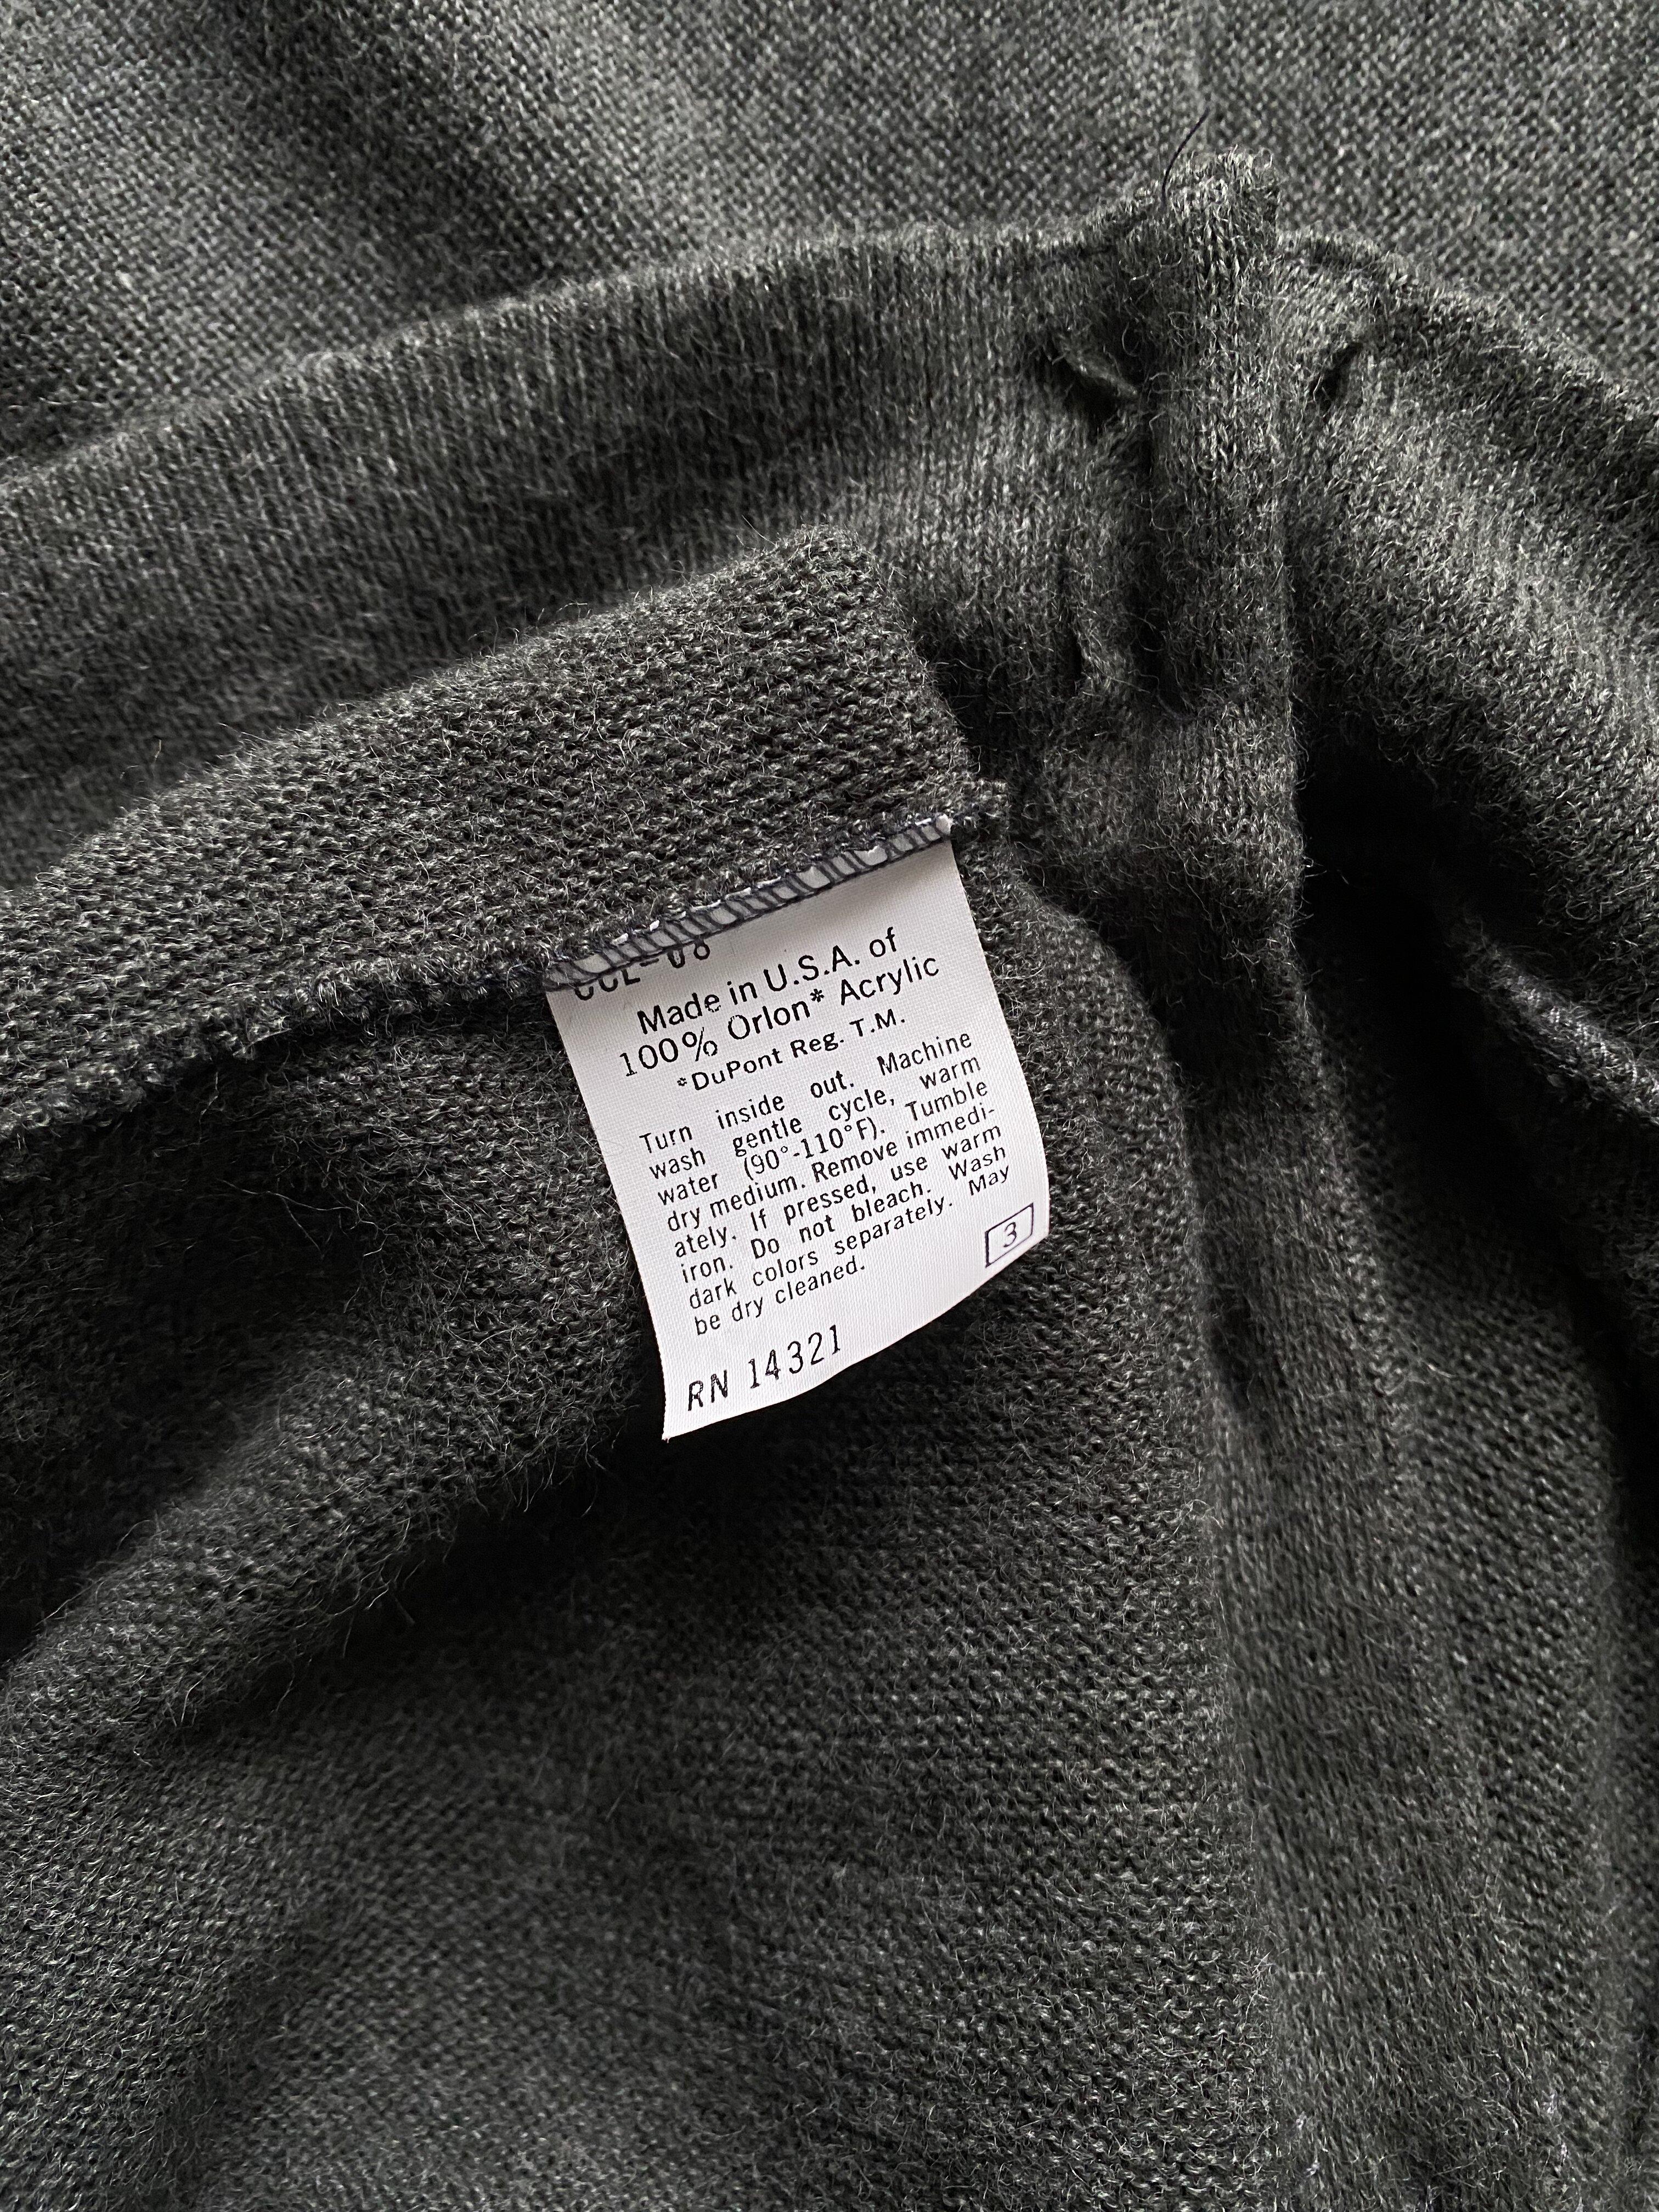 Made in U.S.A. of
100% Orlon* Acrylic
*DuPont Reg. T.M.
Turn inside out. Machine
wash gentle cycle, warm
water (90°-110°F). Tumble
dry medium. Remove immedi-
ately. If pressed, use warm
iron. Do not bleach. Wash
dark colors separately. May
be dry cleaned.
3
RN 14321